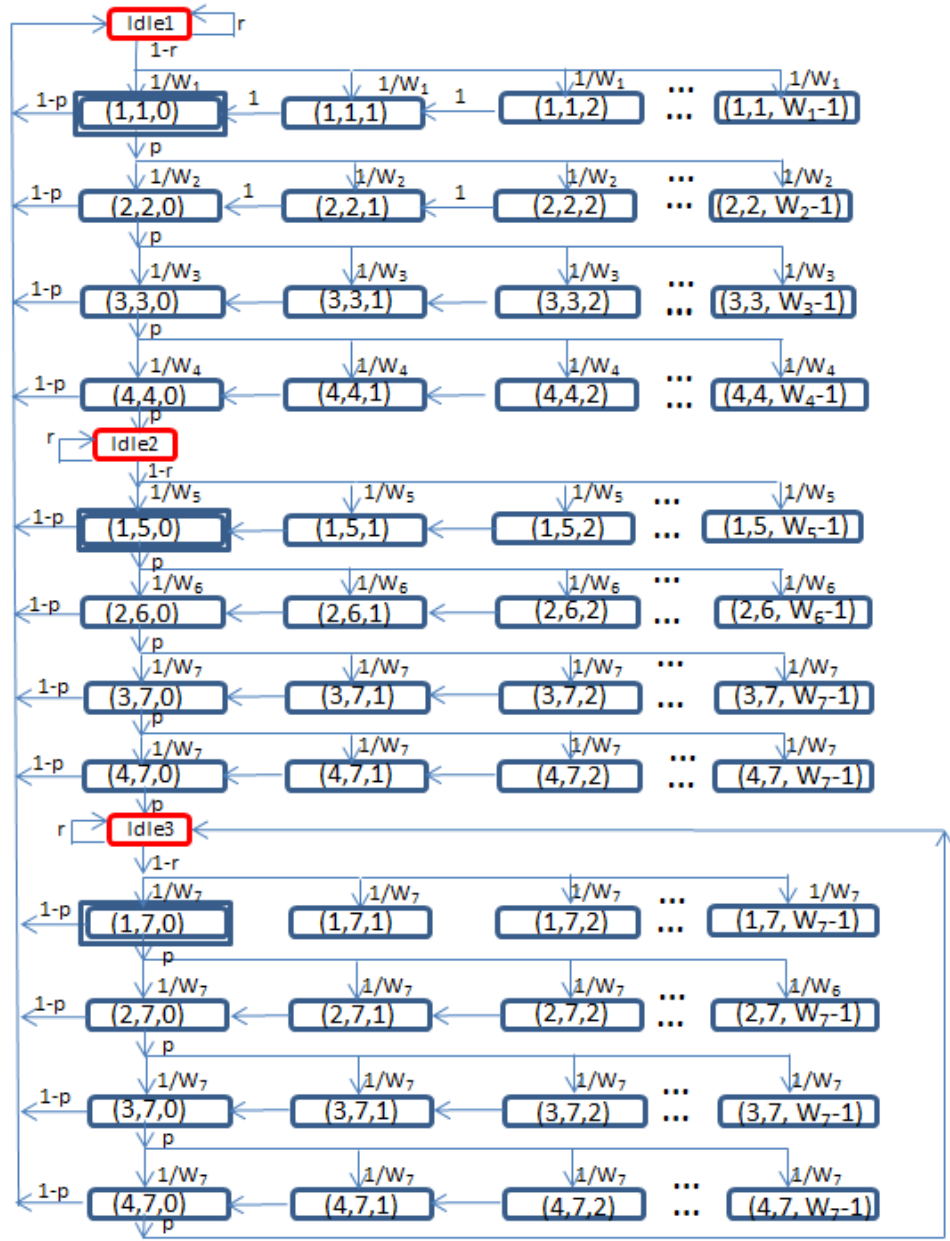 Idle1 r
1-r
1/W₁ 1/W₁ 1/W₁ 1/W₁
1-p (1,1,0) 1 (1,1,1) 1 (1,1,2) ... ... (1,1, W₁-1)
p
1/W₂ 1/W₂ 1/W₂ 1/W₂
1-p (2,2,0) 1 (2,2,1) 1 (2,2,2) ... ... (2,2, W₂-1)
p
1/W₃ 1/W₃ 1/W₃ 1/W₃
1-p (3,3,0) (3,3,1) (3,3,2) ... ... (3,3, W₃-1)
p
1/W₄ 1/W₄ 1/W₄ 1/W₄
1-p (4,4,0) (4,4,1) (4,4,2) ... ... (4,4, W₄-1)
p
r Idle2
1-r
1/W₅ 1/W₅ 1/W₅ 1/W₅
1-p (1,5,0) (1,5,1) (1,5,2) ... ... (1,5, W₅-1)
p
1/W₆ 1/W₆ 1/W₆ 1/W₆
1-p (2,6,0) (2,6,1) (2,6,2) ... ... (2,6, W₆-1)
p
1/W₇ 1/W₇ 1/W₇ 1/W₇
1-p (3,7,0) (3,7,1) (3,7,2) ... ... (3,7, W₇-1)
p
1/W₇ 1/W₇ 1/W₇ 1/W₇
1-p (4,7,0) (4,7,1) (4,7,2) ... ... (4,7, W₇-1)
p
r Idle3
1-r
1/W₇ 1/W₇ 1/W₇ 1/W₇
1-p (1,7,0) (1,7,1) (1,7,2) ... ... (1,7, W₇-1)
p
1/W₇ 1/W₇ 1/W₇ 1/W₆
1-p (2,7,0) (2,7,1) (2,7,2) ... ... (2,7, W₇-1)
p
1/W₇ 1/W₇ 1/W₇ 1/W₇
1-p (3,7,0) (3,7,1) (3,7,2) ... ... (3,7, W₇-1)
p
1/W₇ 1/W₇ 1/W₇ 1/W₇
1-p (4,7,0) (4,7,1) (4,7,2) ... ... (4,7, W₇-1)
p